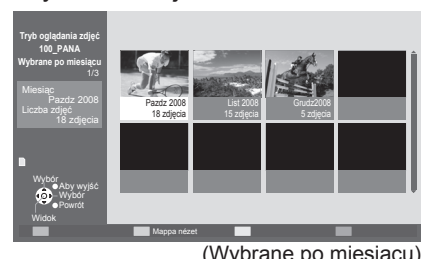 Tryb oglądania zdjęć
100_PANA
Wybrane po miesiącu
1/3
Miesiąc
Pazdz 2008
Liczba zdjęć
18 zdjęcia
Wybór
Aby wyjść
Wybór
Powrót
Widok
Pazdz 2008
18 zdjęcia
List 2008
15 zdjęcia
Grudz2008
5 zdjęcia
Mappa nézet
(Wybrane po miesiącu)